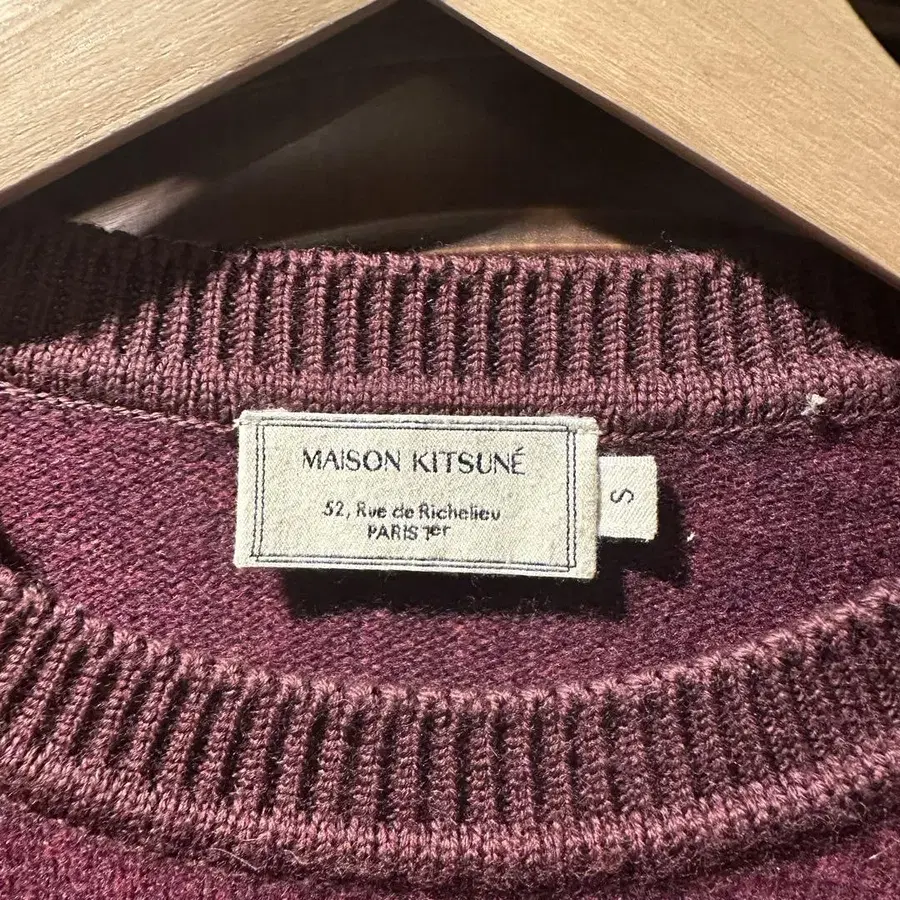 MAISON KITSUNÉ
52, Rue de Richelieu
PARIS 1er
S